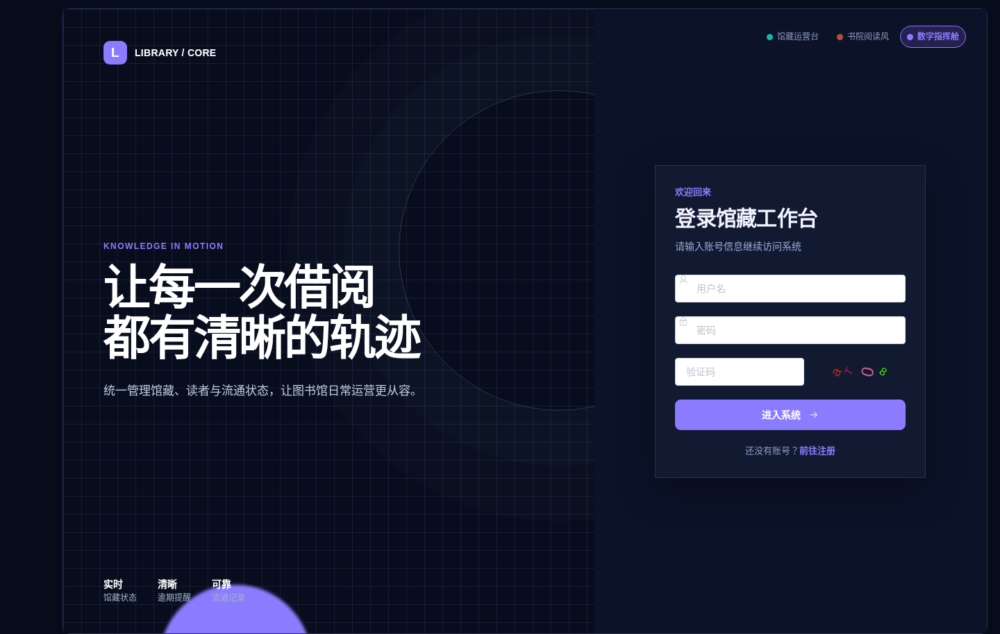 L LIBRARY / CORE
馆藏运营台 书院阅读风 数字指挥舱
KNOWLEDGE IN MOTION
让每一次借阅
都有清晰的轨迹
统一管理馆藏、读者与流通状态，让图书馆日常运营更从容。
实时 清晰 可靠
馆藏状态 逾期提醒 流通记录
欢迎回来
登录馆藏工作台
请输入账号信息继续访问系统
用户名
密码
验证码
进入系统 →
还没有账号？前往注册